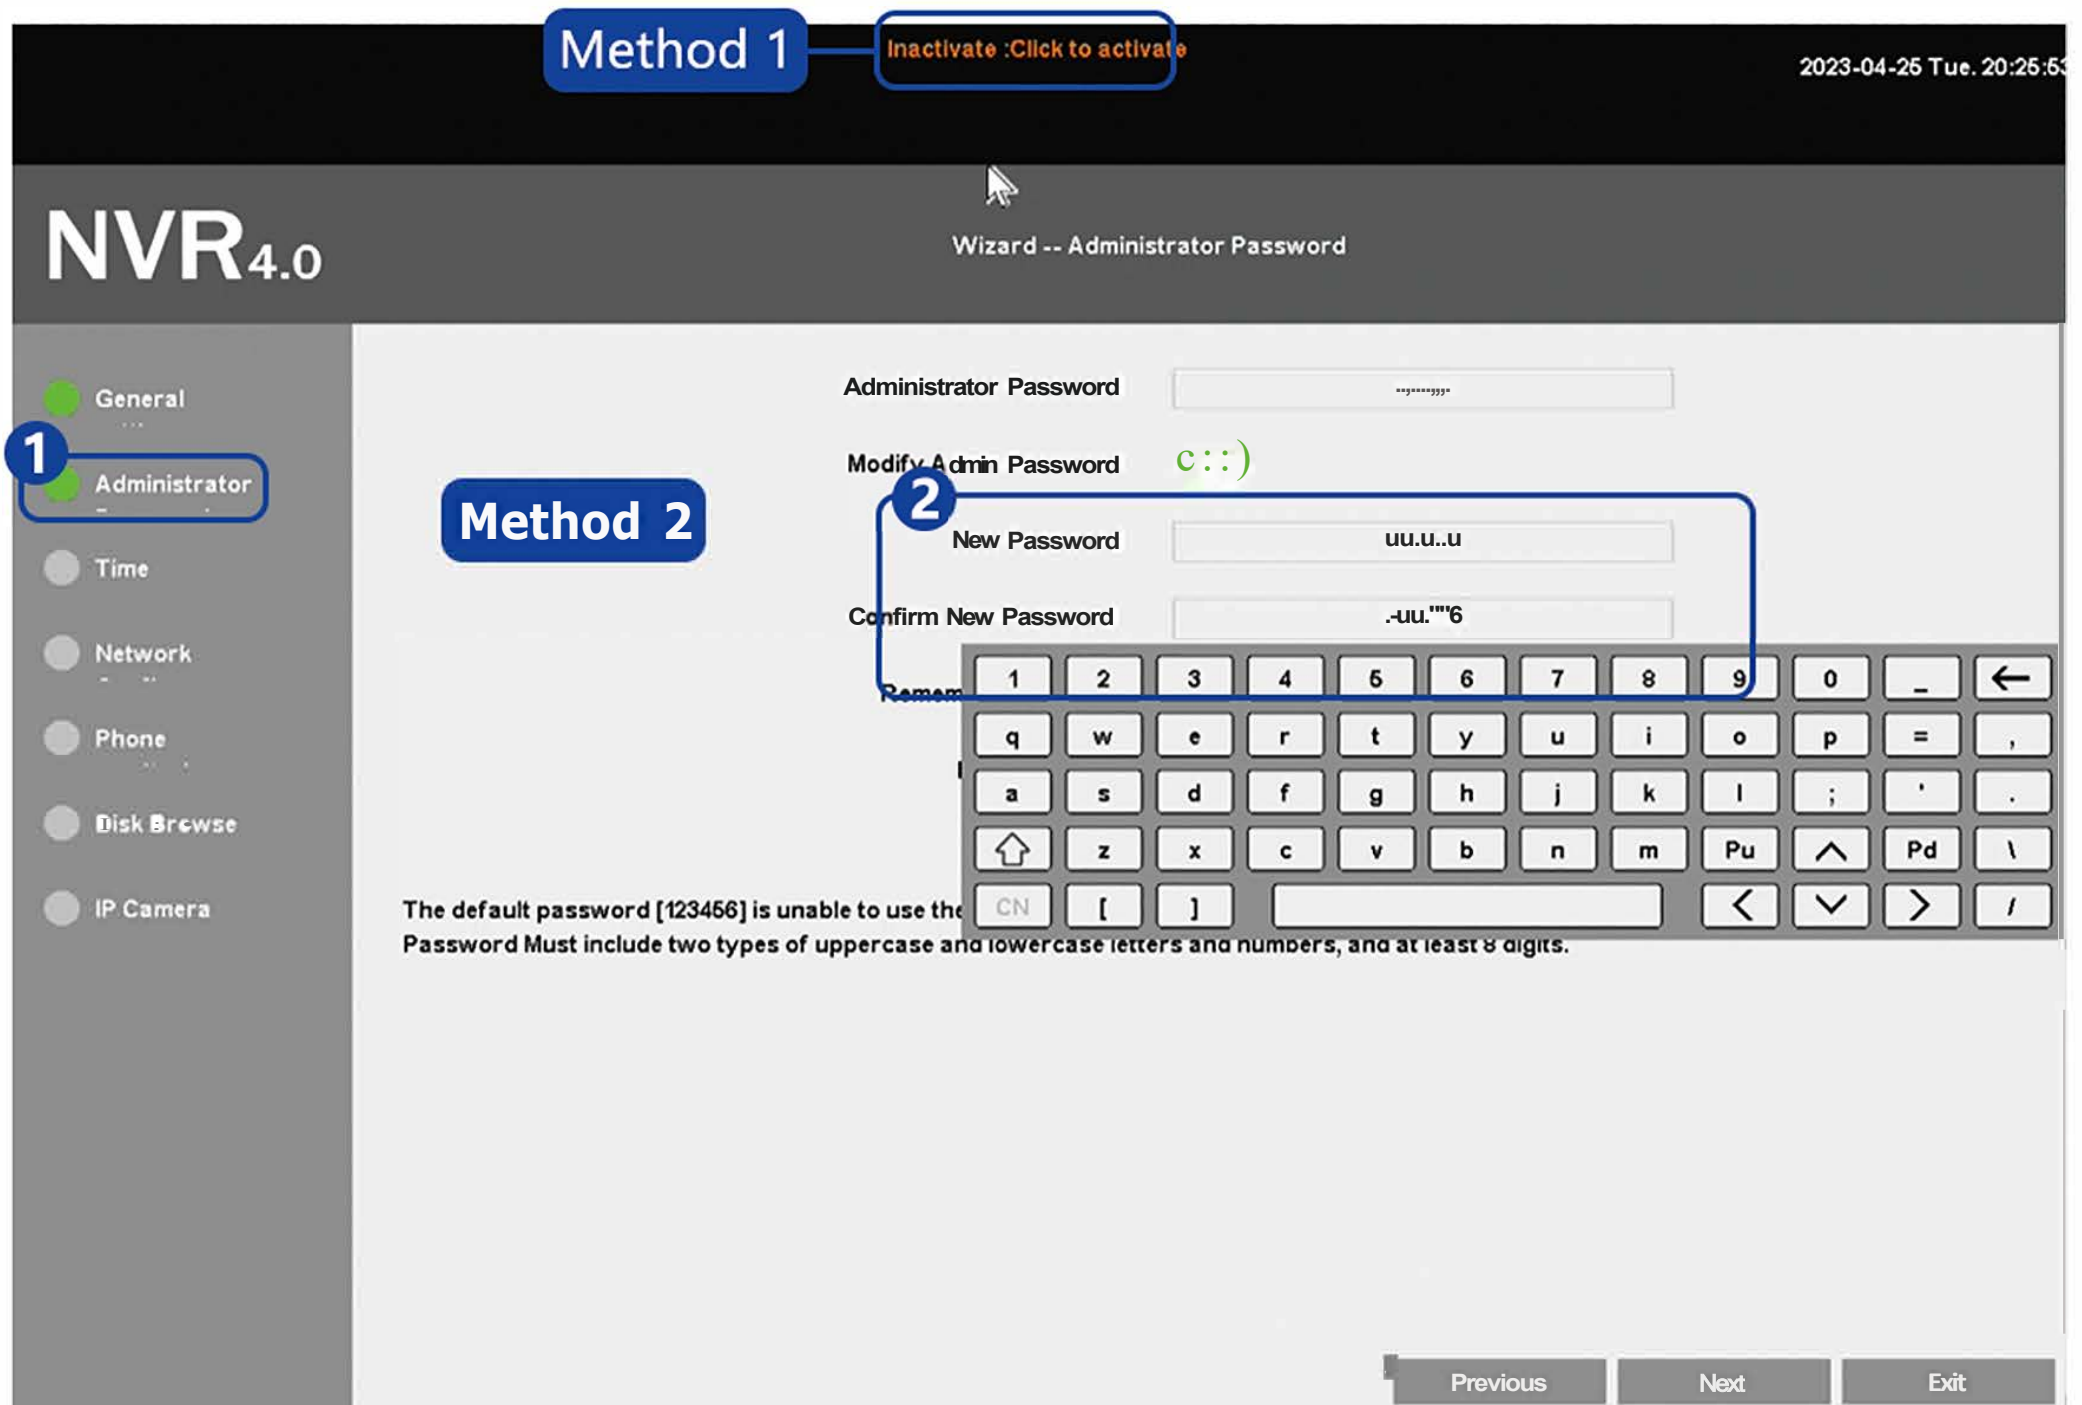 Method 1
Inactivate :Click to activate
2023-04-25 Tue. 20:25:53
NVR4.0
Wizard -- Administrator Password
General
1
Administrator
Time
Network
Phone
Disk Browse
IP Camera
Administrator Password
Modify Admin Password
Method 2
2
New Password
uu.u..u
Confirm New Password
.-uu.""6
1 2 3 4 5 6 7 8 9 0 _ ←
q w e r t y u i o p = ,
a s d f g h j k l ; ' .
z x c v b n m Pu Pd \
CN [ ] /
The default password [123456] is unable to use the
Password Must include two types of uppercase and lowercase letters and numbers, and at least 8 digits.
Previous Next Exit